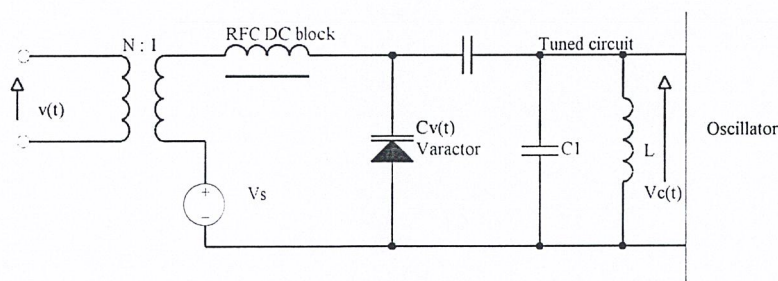 N : 1
RFC DC block
Tuned circuit
v(t)
Cv(t)
Varactor
C1
L
Oscillator
+
Vs
Vc(t)